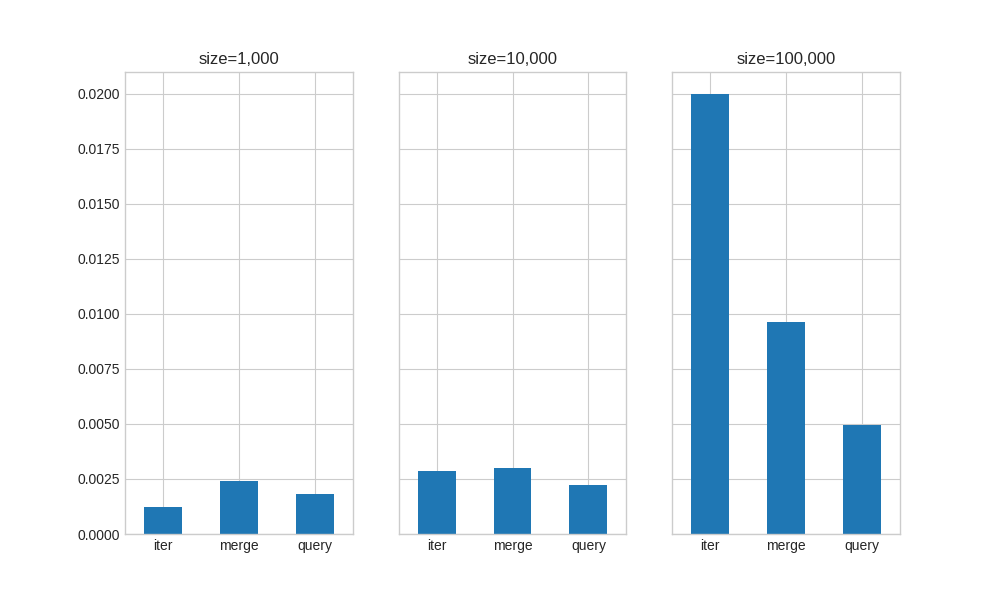 size=1,000
size=10,000
size=100,000
0.0200
0.0175
0.0150
0.0125
0.0100
0.0075
0.0050
0.0025
0.0000
iter merge query
iter merge query
iter merge query